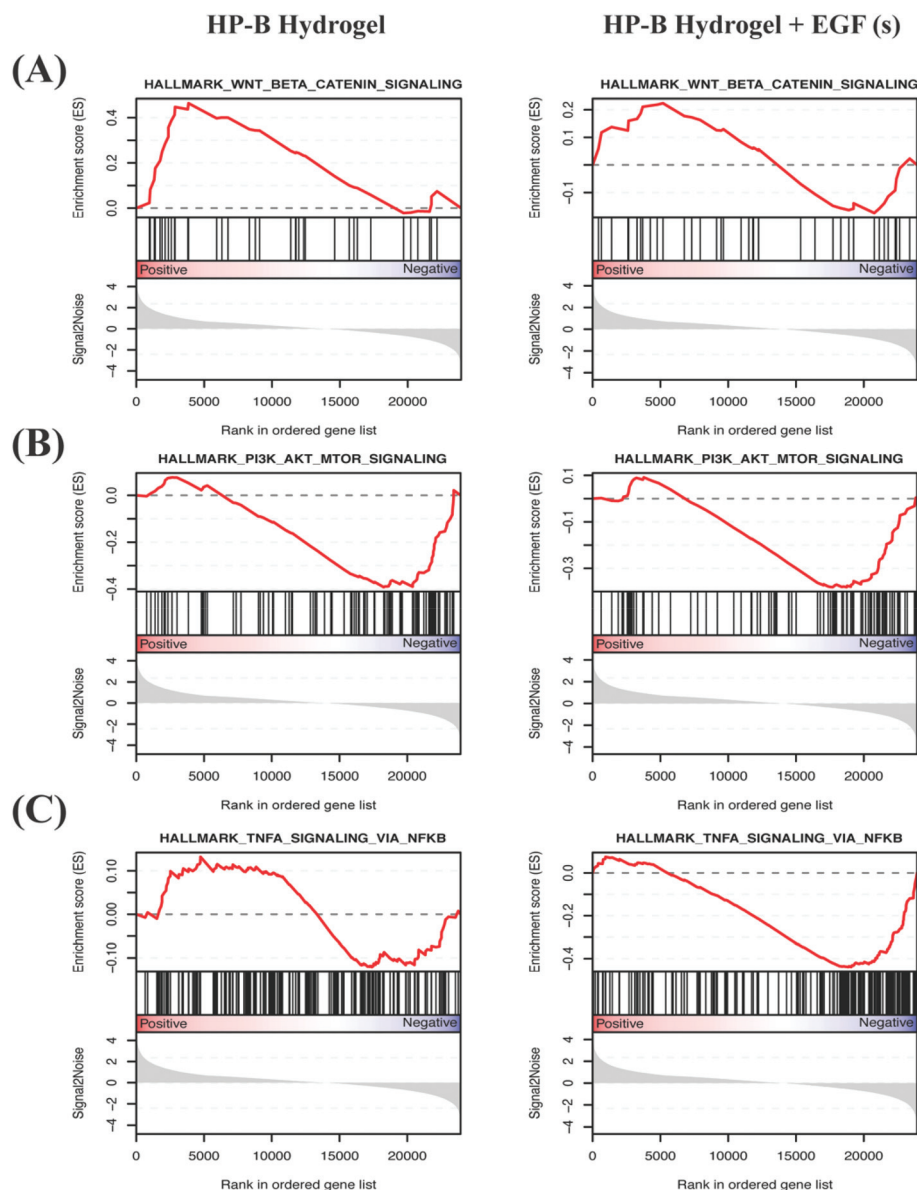 HP-B Hydrogel
HP-B Hydrogel + EGF (s)
(A)
HALLMARK_WNT_BETA_CATENIN_SIGNALING
Enrichment score (ES)
0.4
0.2
0.0
Positive
Negative
Signal2Noise
4
2
0
−2
−4
0 5000 10000 15000 20000
Rank in ordered gene list
HALLMARK_WNT_BETA_CATENIN_SIGNALING
Enrichment score (ES)
0.2
0.1
−0.1
Positive
Negative
Signal2Noise
4
2
0
−2
−4
0 5000 10000 15000 20000
Rank in ordered gene list
(B)
HALLMARK_PI3K_AKT_MTOR_SIGNALING
Enrichment score (ES)
0.0
−0.2
−0.4
Positive
Negative
Signal2Noise
4
2
0
−2
−4
0 5000 10000 15000 20000
Rank in ordered gene list
HALLMARK_PI3K_AKT_MTOR_SIGNALING
Enrichment score (ES)
0.1
−0.1
−0.3
Positive
Negative
Signal2Noise
4
2
0
−2
−4
0 5000 10000 15000 20000
Rank in ordered gene list
(C)
HALLMARK_TNFA_SIGNALING_VIA_NFKB
Enrichment score (ES)
0.10
0.00
−0.10
Positive
Negative
Signal2Noise
4
2
0
−2
−4
0 5000 10000 15000 20000
Rank in ordered gene list
HALLMARK_TNFA_SIGNALING_VIA_NFKB
Enrichment score (ES)
0.0
−0.2
−0.4
Positive
Negative
Signal2Noise
4
2
0
−2
−4
0 5000 10000 15000 20000
Rank in ordered gene list